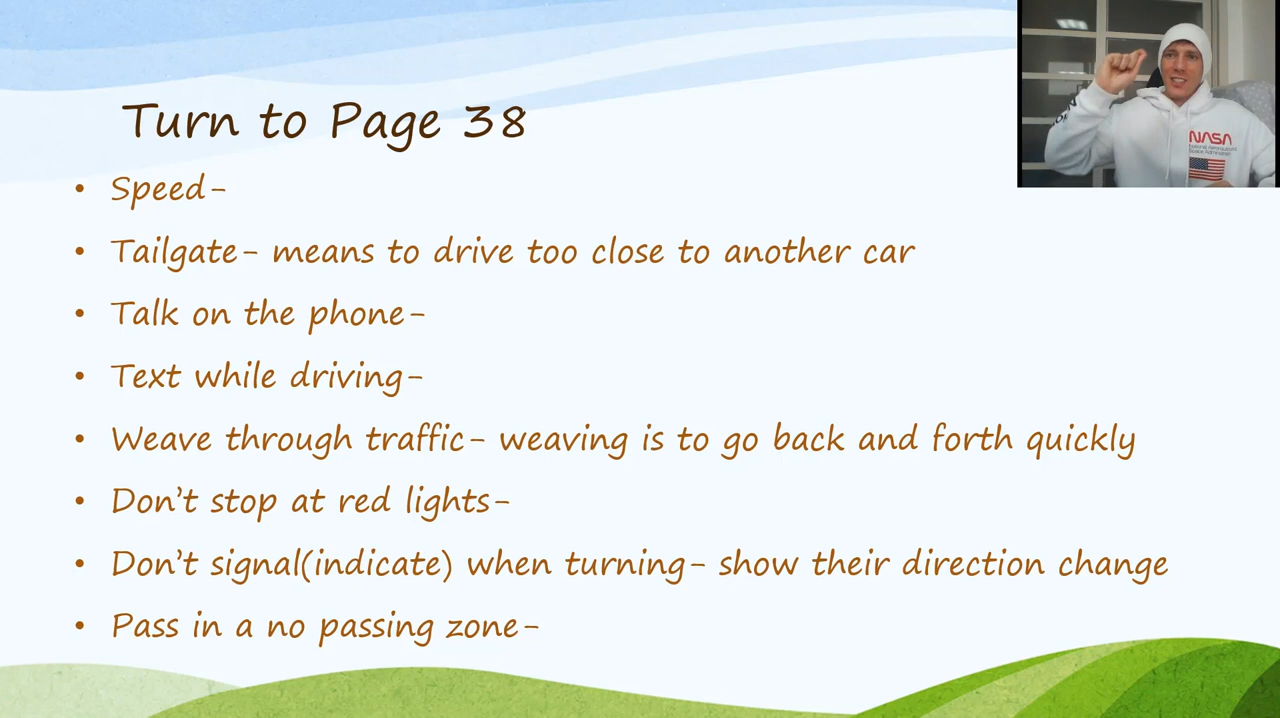 Turn to Page 38
• Speed-
• Tailgate- means to drive too close to another car
• Talk on the phone-
• Text while driving-
• Weave through traffic- weaving is to go back and forth quickly
• Don't stop at red lights-
• Don't signal(indicate) when turning- show their direction change
• Pass in a no passing zone-
NASA